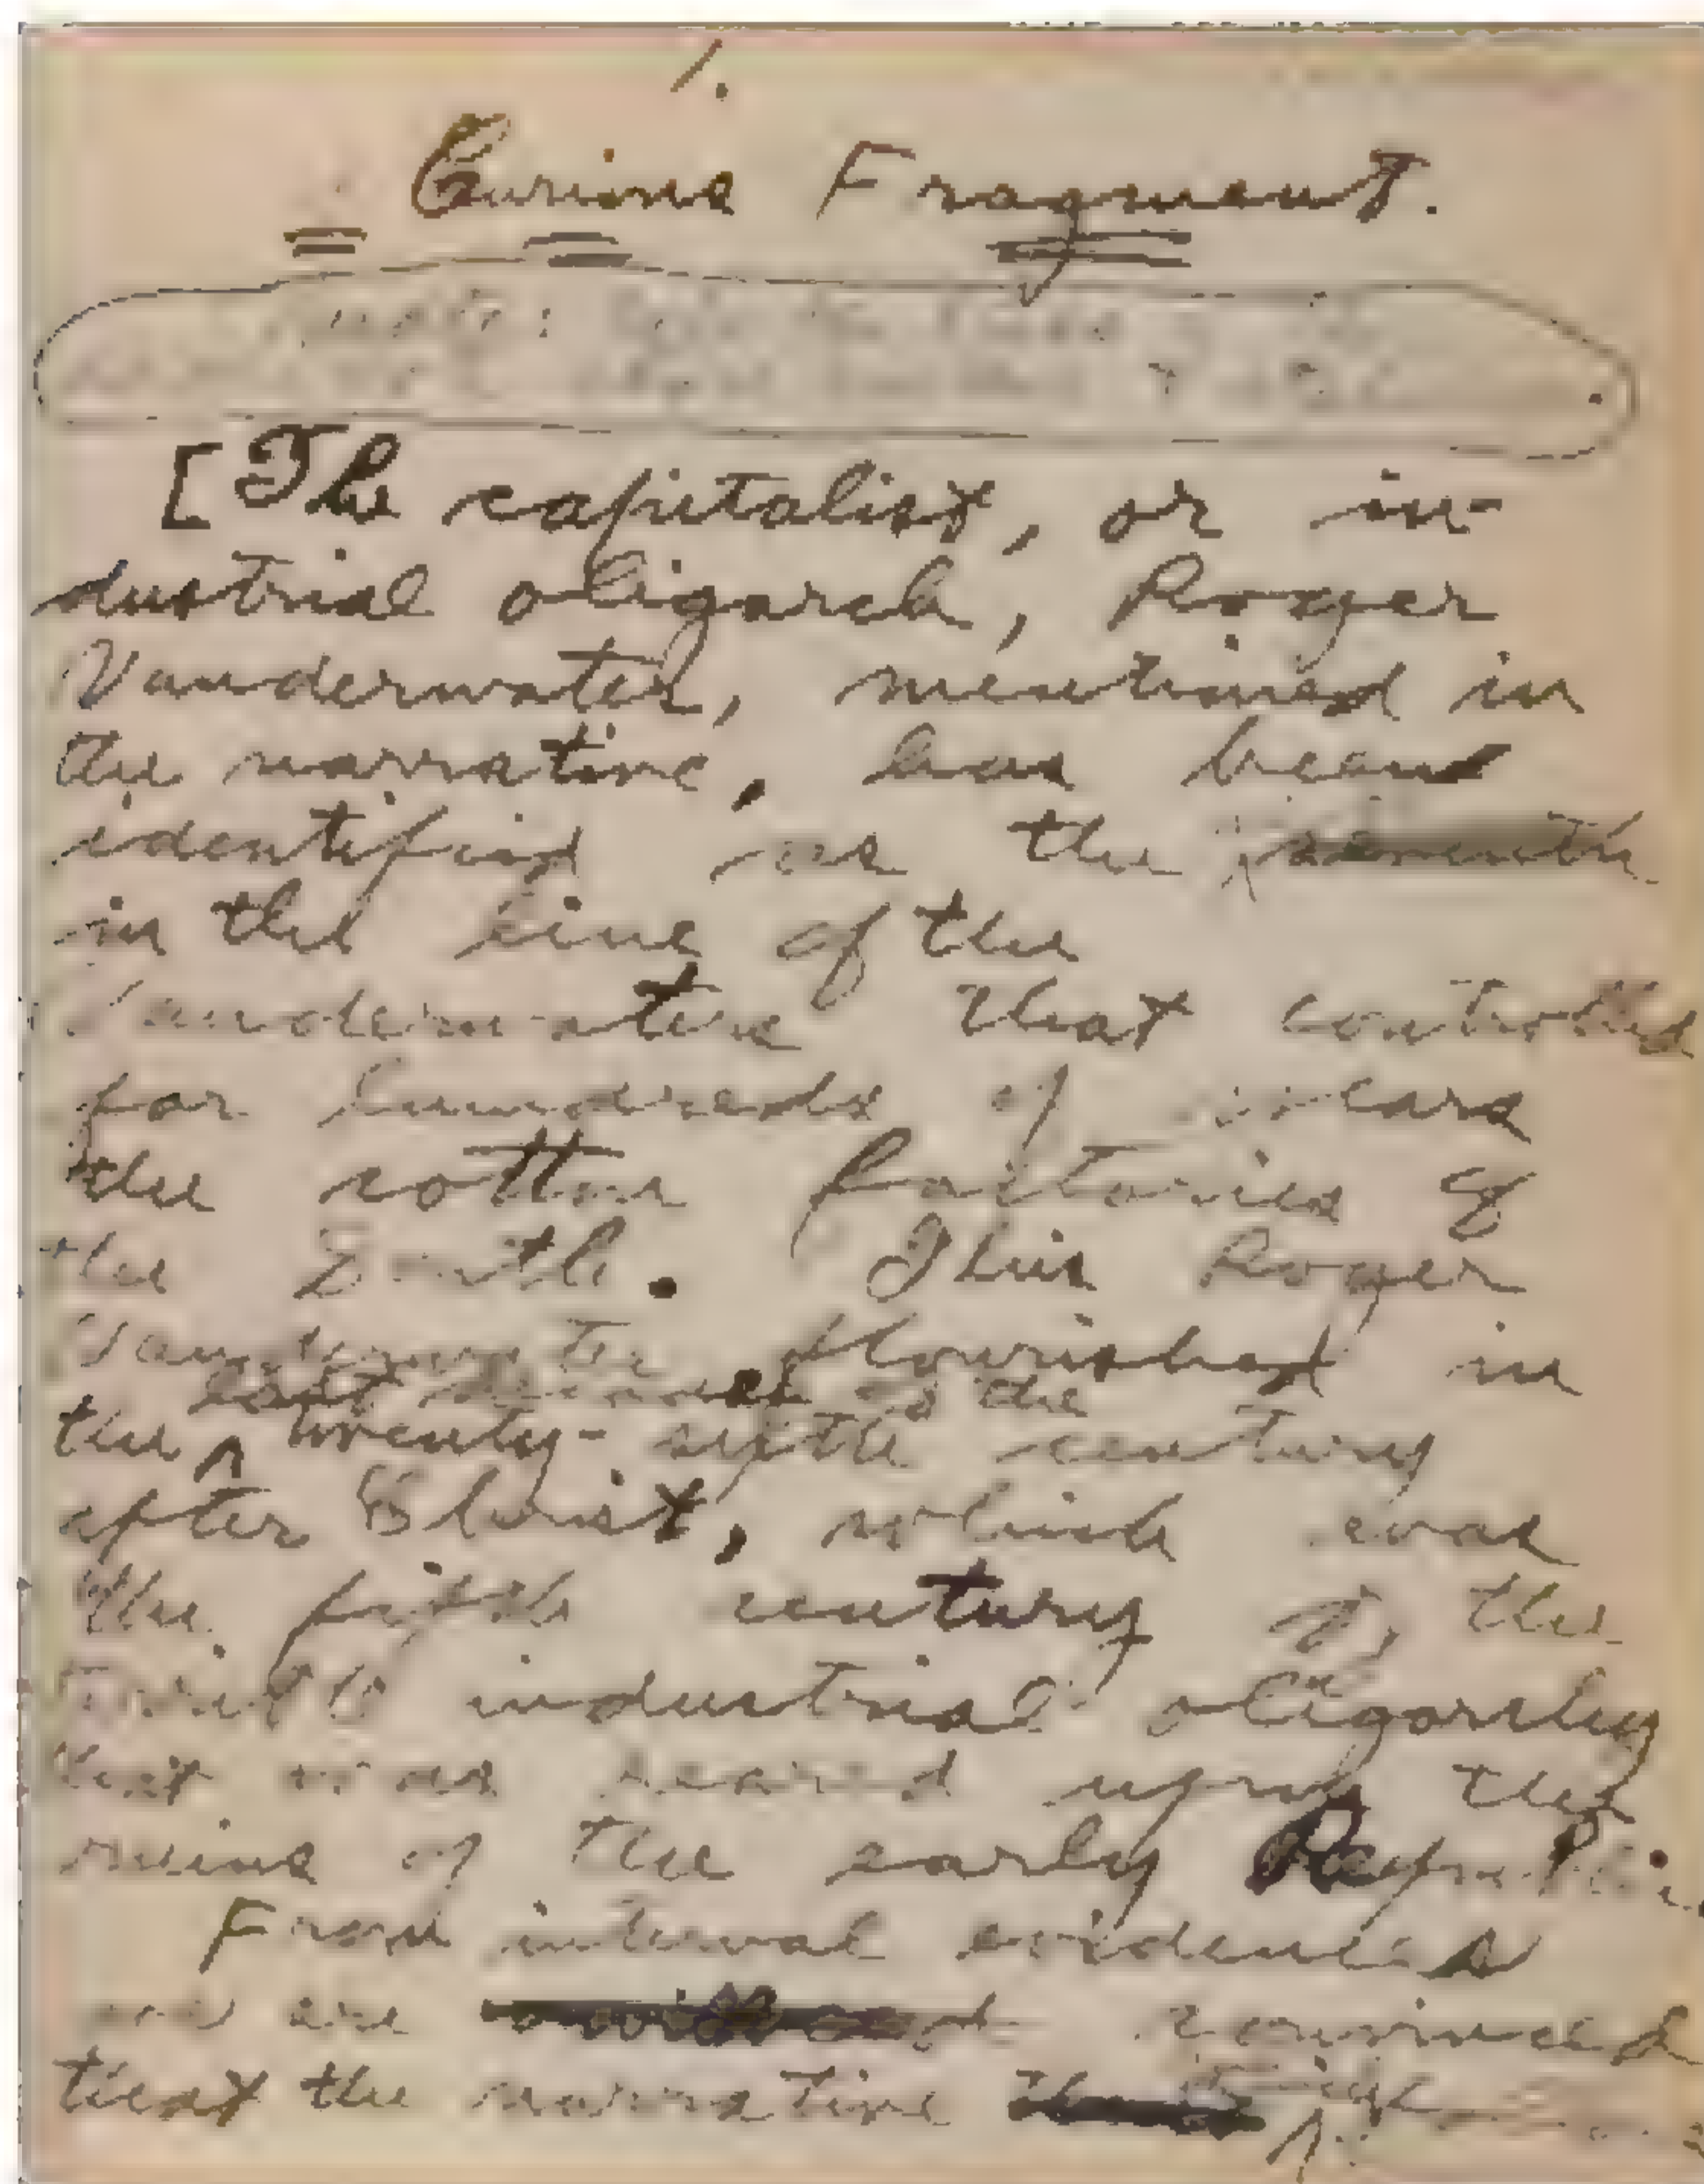 1.
Curious Fragment.
[The capitalist, or in-
dustrial oligarch, Roger
Vanderwater, mentioned in
the narrative, has been
identified as the
in the line of the
Vanderwaters that controlled
for hundreds of years
the cotton factories of
the South. This Roger
Vanderwater flourished in
last decades of the
the ^ twenty-sixth century
after Christ, which was
the fifth century of the
industrial oligarchy
that was reared upon the
ruins of the early Republic.
From internal evidences
we are convinced
that the narrative